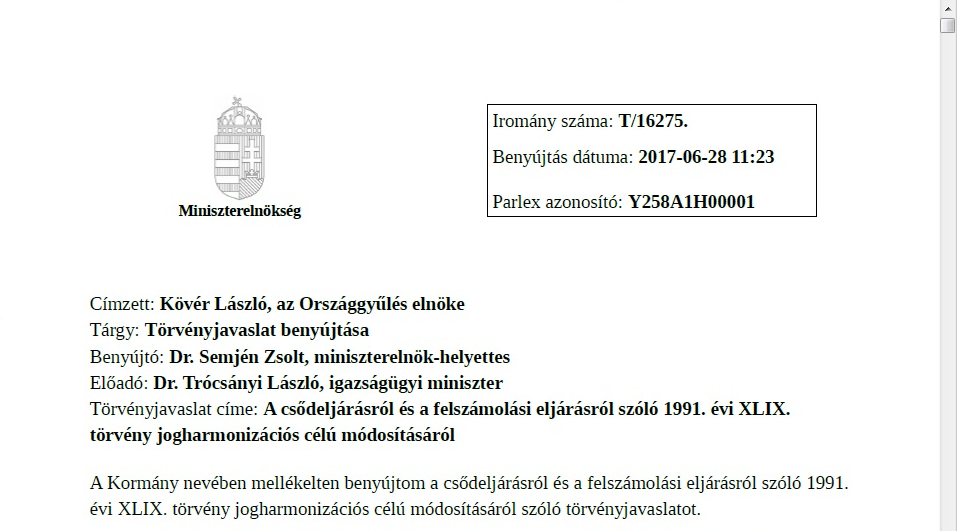 Miniszterelnökség
Iromány száma: T/16275.
Benyújtás dátuma: 2017-06-28 11:23
Parlex azonosító: Y258A1H00001
Címzett: Kövér László, az Országgyűlés elnöke
Tárgy: Törvényjavaslat benyújtása
Benyújtó: Dr. Semjén Zsolt, miniszterelnök-helyettes
Előadó: Dr. Trócsányi László, igazságügyi miniszter
Törvényjavaslat címe: A csődeljárásról és a felszámolási eljárásról szóló 1991. évi XLIX.
törvény jogharmonizációs célú módosításáról
A Kormány nevében mellékelten benyújtom a csődeljárásról és a felszámolási eljárásról szóló 1991.
évi XLIX. törvény jogharmonizációs célú módosításáról szóló törvényjavaslatot.